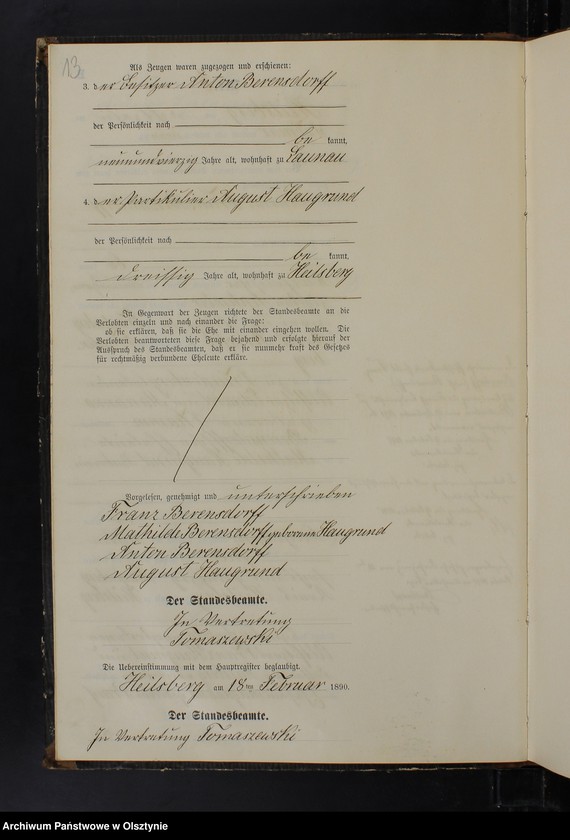 13
Als Zeugen waren zugezogen und erschienen:
3. der Besitzer Anton Berensdorff
der Persönlichkeit nach
be kannt,
neunundvierzig Jahre alt, wohnhaft zu Launau
4. der Partikulier August Haugrund
der Persönlichkeit nach
be kannt,
dreissig Jahre alt, wohnhaft zu Heilsberg
In Gegenwart der Zeugen richtete der Standesbeamte an die
Verlobten einzeln und nach einander die Frage:
ob sie erklären, daß sie die Ehe mit einander eingehen wollen. Die
Verlobten beantworteten diese Frage bejahend und erfolgte hierauf der
Ausspruch des Standesbeamten, daß er sie nunmehr kraft des Gesetzes
für rechtmäßig verbundene Eheleute erkläre.
Vorgelesen, genehmigt und unterschrieben
Franz Berensdorff
Mathilde Berensdorff geborene Haugrund
Anton Berensdorff
August Haugrund
Der Standesbeamte.
In Vertretung
Tomaszewski
Die Uebereinstimmung mit dem Hauptregister beglaubigt.
Heilsberg am 18ten Februar 1890.
Der Standesbeamte.
In Vertretung Tomaszewski
Archiwum Państwowe w Olsztynie